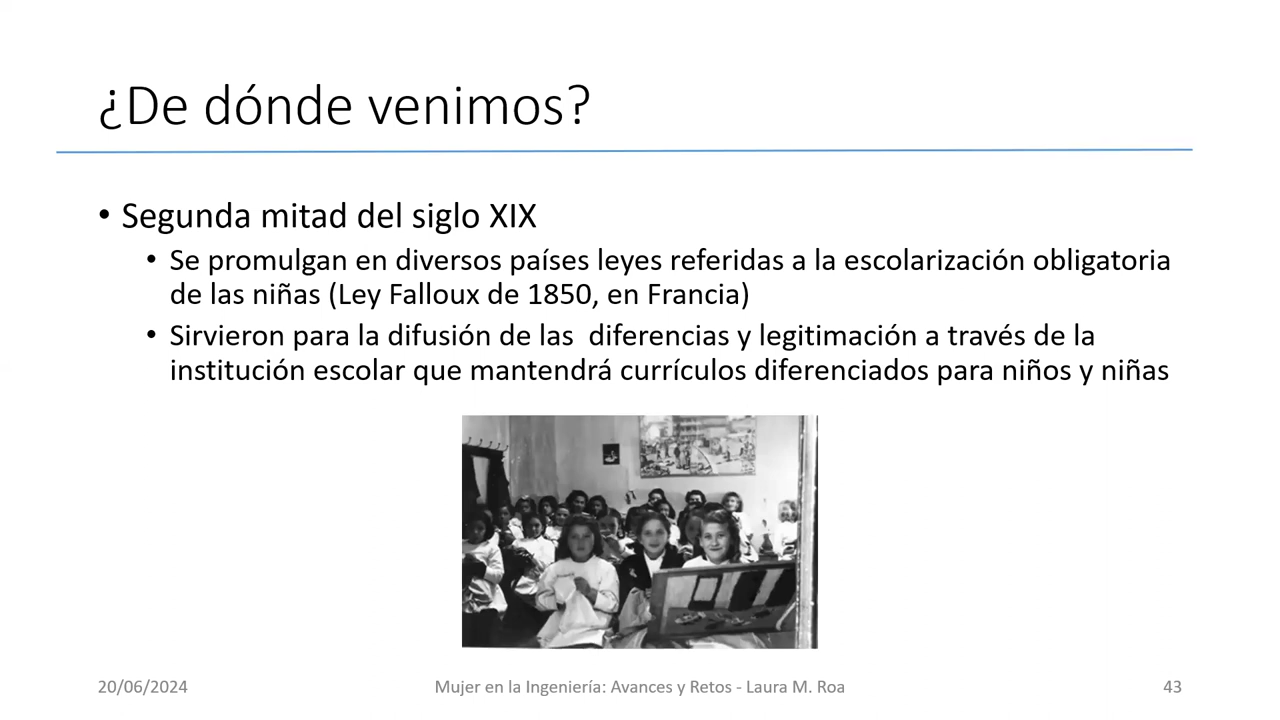 ¿De dónde venimos?
• Segunda mitad del siglo XIX
• Se promulgan en diversos países leyes referidas a la escolarización obligatoria
de las niñas (Ley Falloux de 1850, en Francia)
• Sirvieron para la difusión de las  diferencias y legitimación a través de la
institución escolar que mantendrá currículos diferenciados para niños y niñas
20/06/2024
Mujer en la Ingeniería: Avances y Retos - Laura M. Roa
43